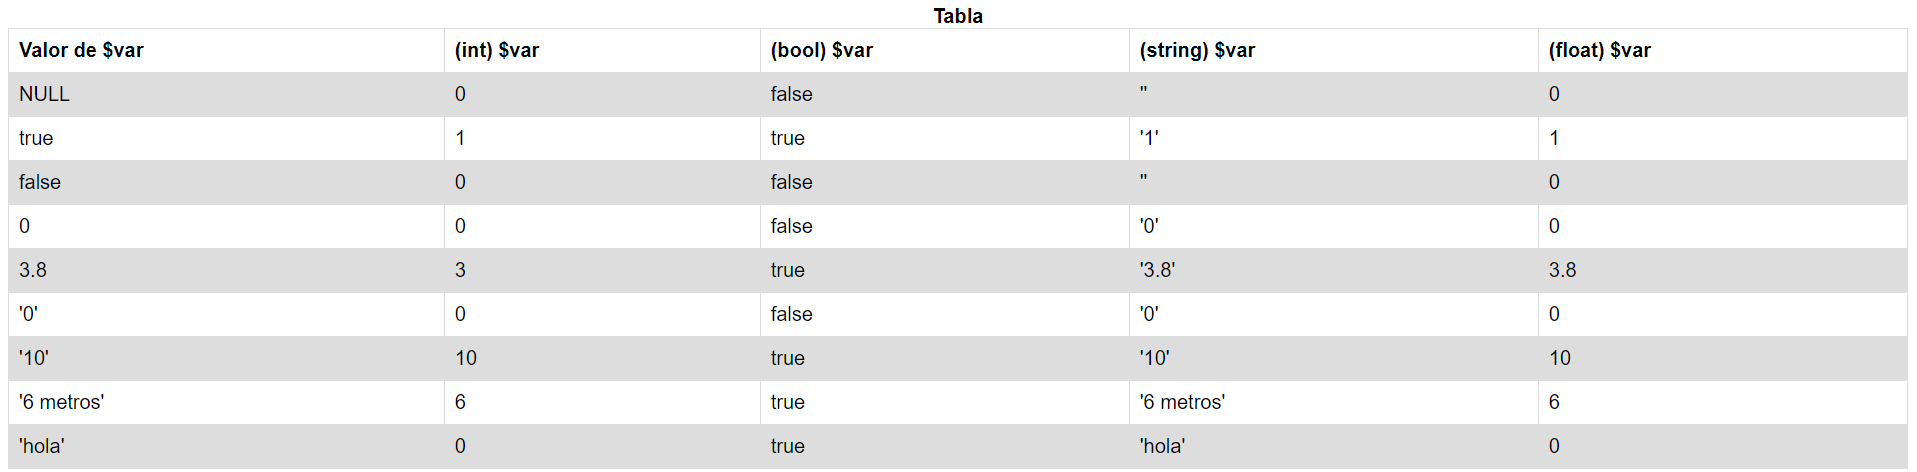 Tabla
Valor de $var (int) $var (bool) $var (string) $var (float) $var
NULL 0 false '' 0
true 1 true '1' 1
false 0 false '' 0
0 0 false '0' 0
3.8 3 true '3.8' 3.8
'0' 0 false '0' 0
'10' 10 true '10' 10
'6 metros' 6 true '6 metros' 6
'hola' 0 true 'hola' 0